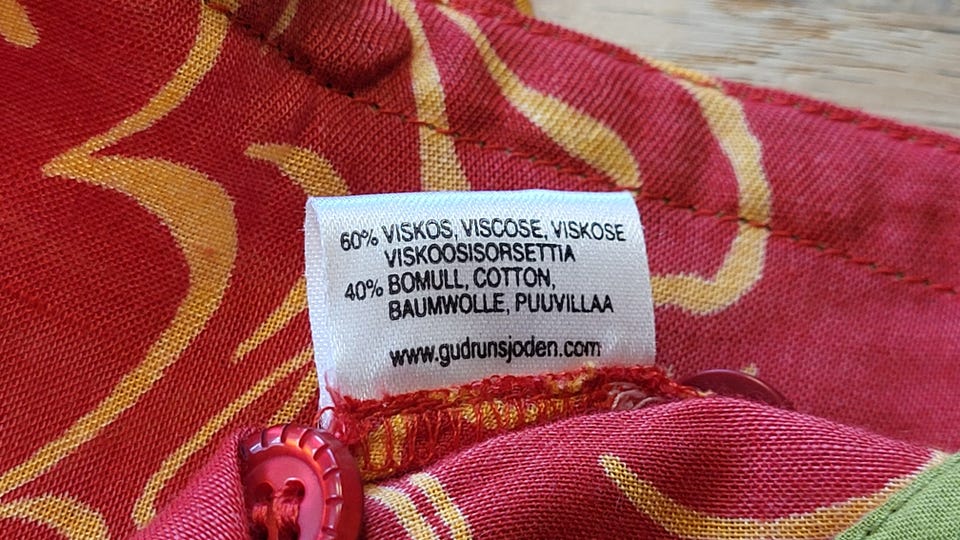 60% VISKOS, VISCOSE, VISKOSE
VISKOOSISORSETTIA
40% BOMULL, COTTON,
BAUMWOLLE, PUUVILLAA
www.gudrunsjoden.com